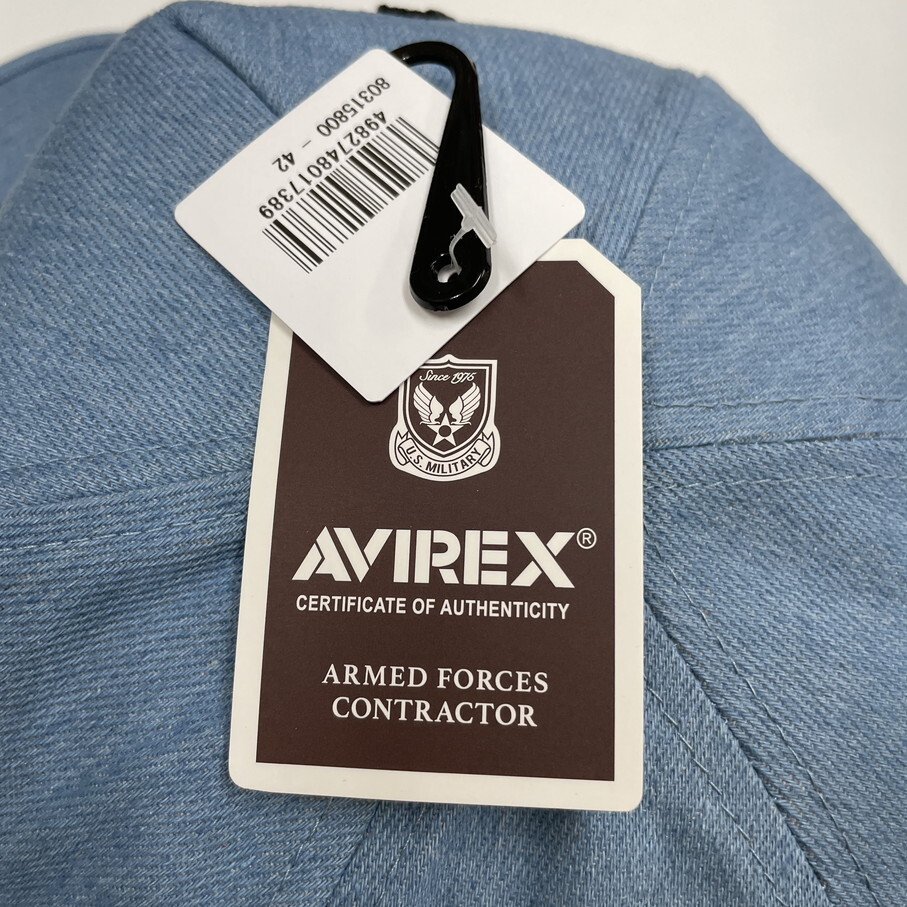 80315800 - 42
4982748017389
Since 1975
U.S. MILITARY
AVIREX®
CERTIFICATE OF AUTHENTICITY
ARMED FORCES
CONTRACTOR